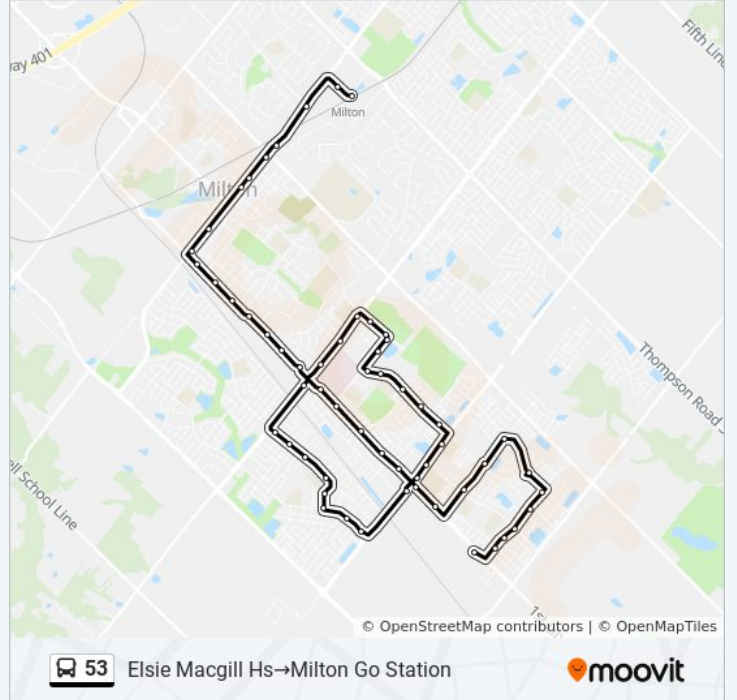 Fifth Line
way 401
Milton
Milton
Thompson Road S
ell School Line
© OpenStreetMap contributors | © OpenMapTiles
53 Elsie Macgill Hs→Milton Go Station
moovit